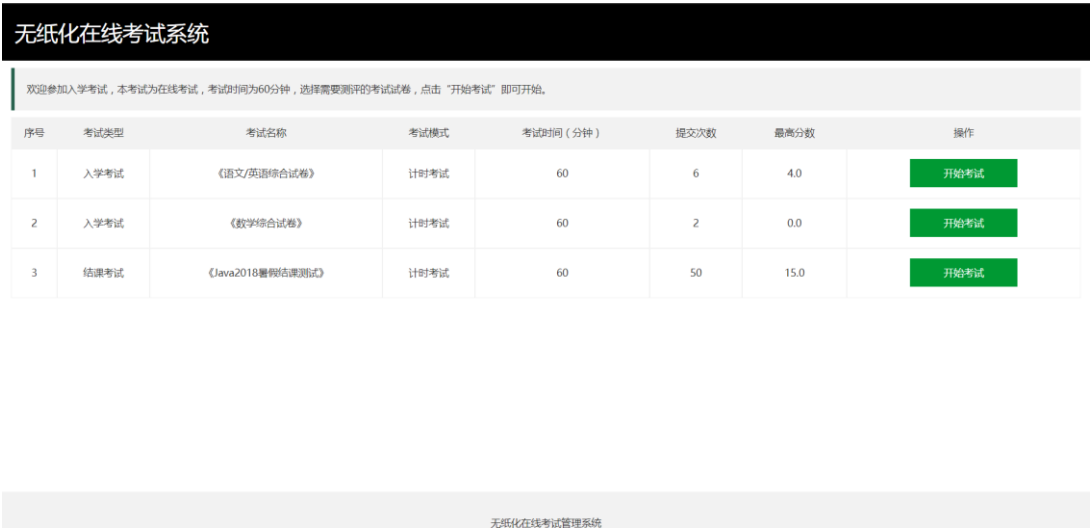 无纸化在线考试系统
欢迎参加入学考试，本考试为在线考试，考试时间为60分钟，选择需要测评的考试试卷，点击“开始考试”即可开始。
序号 考试类型 考试名称 考试模式 考试时间（分钟） 提交次数 最高分数 操作
1 入学考试 《语文/英语综合试卷》 计时考试 60 6 4.0 开始考试
2 入学考试 《数学综合试卷》 计时考试 60 2 0.0 开始考试
3 结课考试 《Java2018暑假结课测试》 计时考试 60 50 15.0 开始考试
无纸化在线考试管理系统